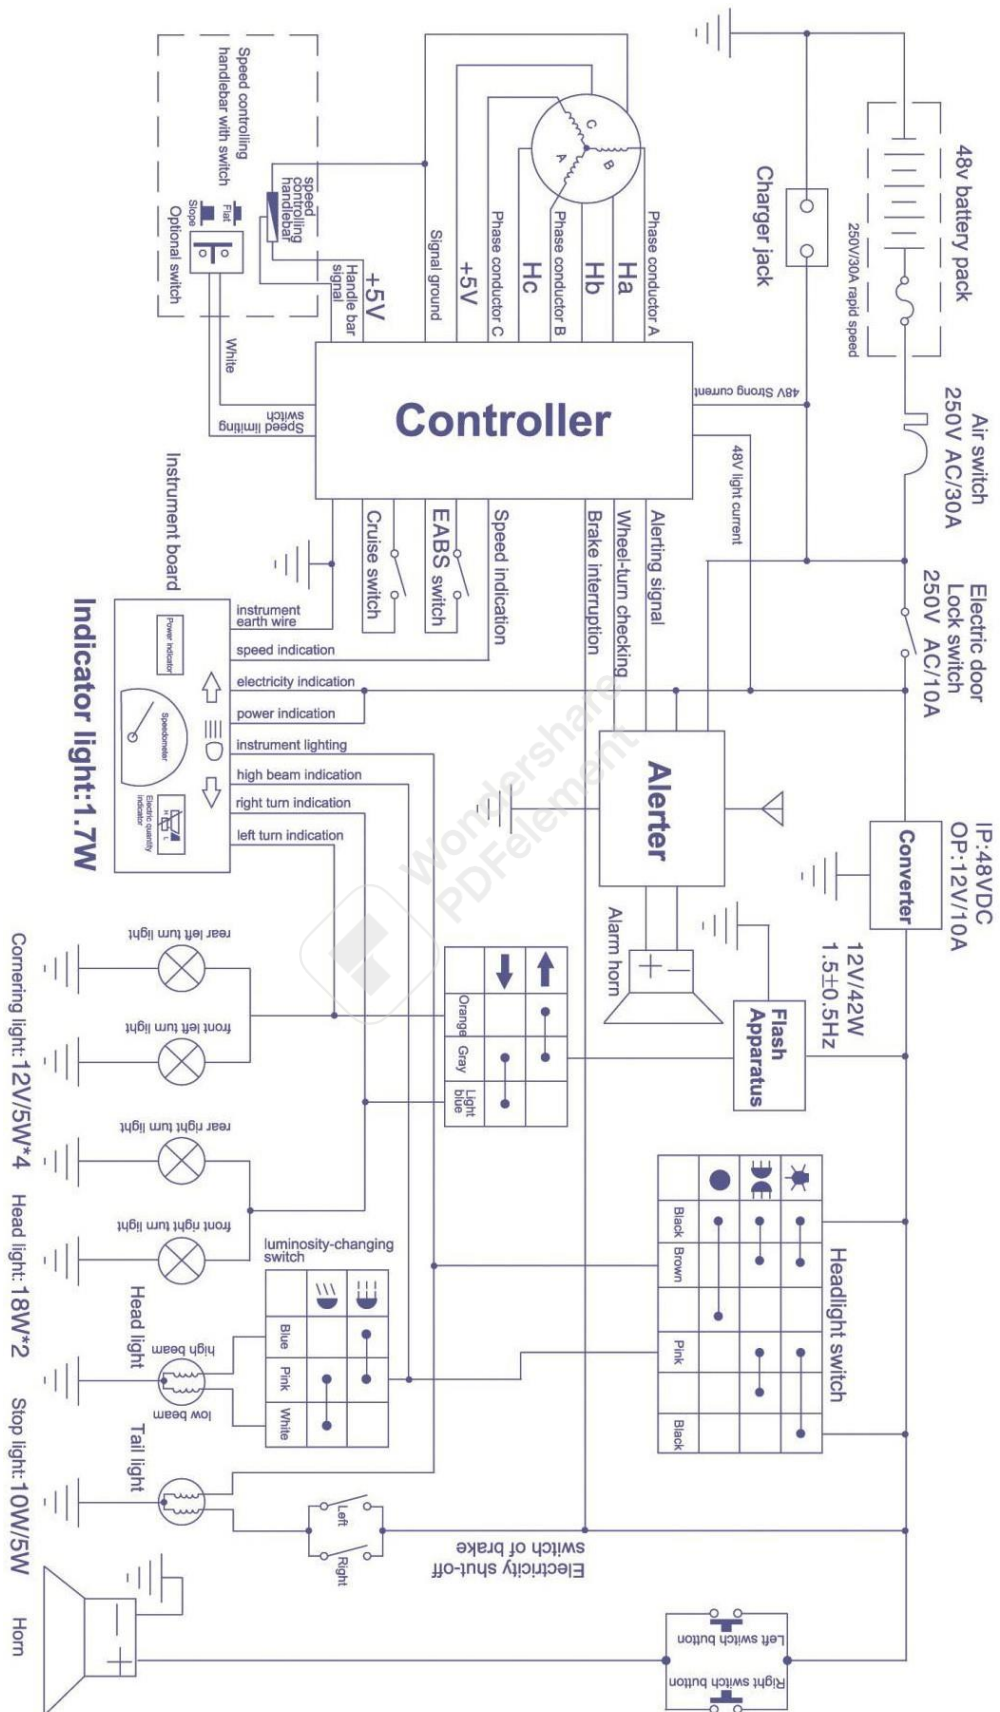 48v battery pack
250V/30A rapid speed
Charger jack
Air switch
250V AC/30A
Electric door
Lock switch
250V AC/10A
IP:48VDC
OP:12V/10A
Converter
12V/42W
1.5±0.5Hz
Flash
Apparatus
C
B
A
Phase conductor A
Ha
Hb
Phase conductor B
Hc
Phase conductor C
+5V
Signal ground
+5V
Handle bar
signal
speed
controlling
handlebar
Speed controlling
handlebar with switch
Flat
Slope
Optional switch
White
Speed limiting
switch
Controller
48V Strong current
48V light current
Alerting signal
Wheel-turn checking
Brake interruption
Speed indication
EABS switch
Cruise switch
Alerter
Alarm horn
+
−
Instrument board
Power indicator
Speedometer
Electric quantity
indicator
H
L
instrument
earth wire
speed indication
electricity indication
power indication
instrument lighting
high beam indication
right turn indication
left turn indication
Indicator light:1.7W
Orange
Gray
Light
blue
Headlight switch
Black
Brown
Pink
Black
luminosity-changing
switch
Blue
Pink
White
rear left turn light
front left turn light
rear right turn light
front right turn light
Head light
high beam
low beam
Tail light
Left
Right
Electricity shut-off
switch of brake
Left switch button
Right switch button
−
+
Cornering light:12V/5W*4
Head light:18W*2
Stop light:10W/5W
Horn
Wondershare
PDFelement